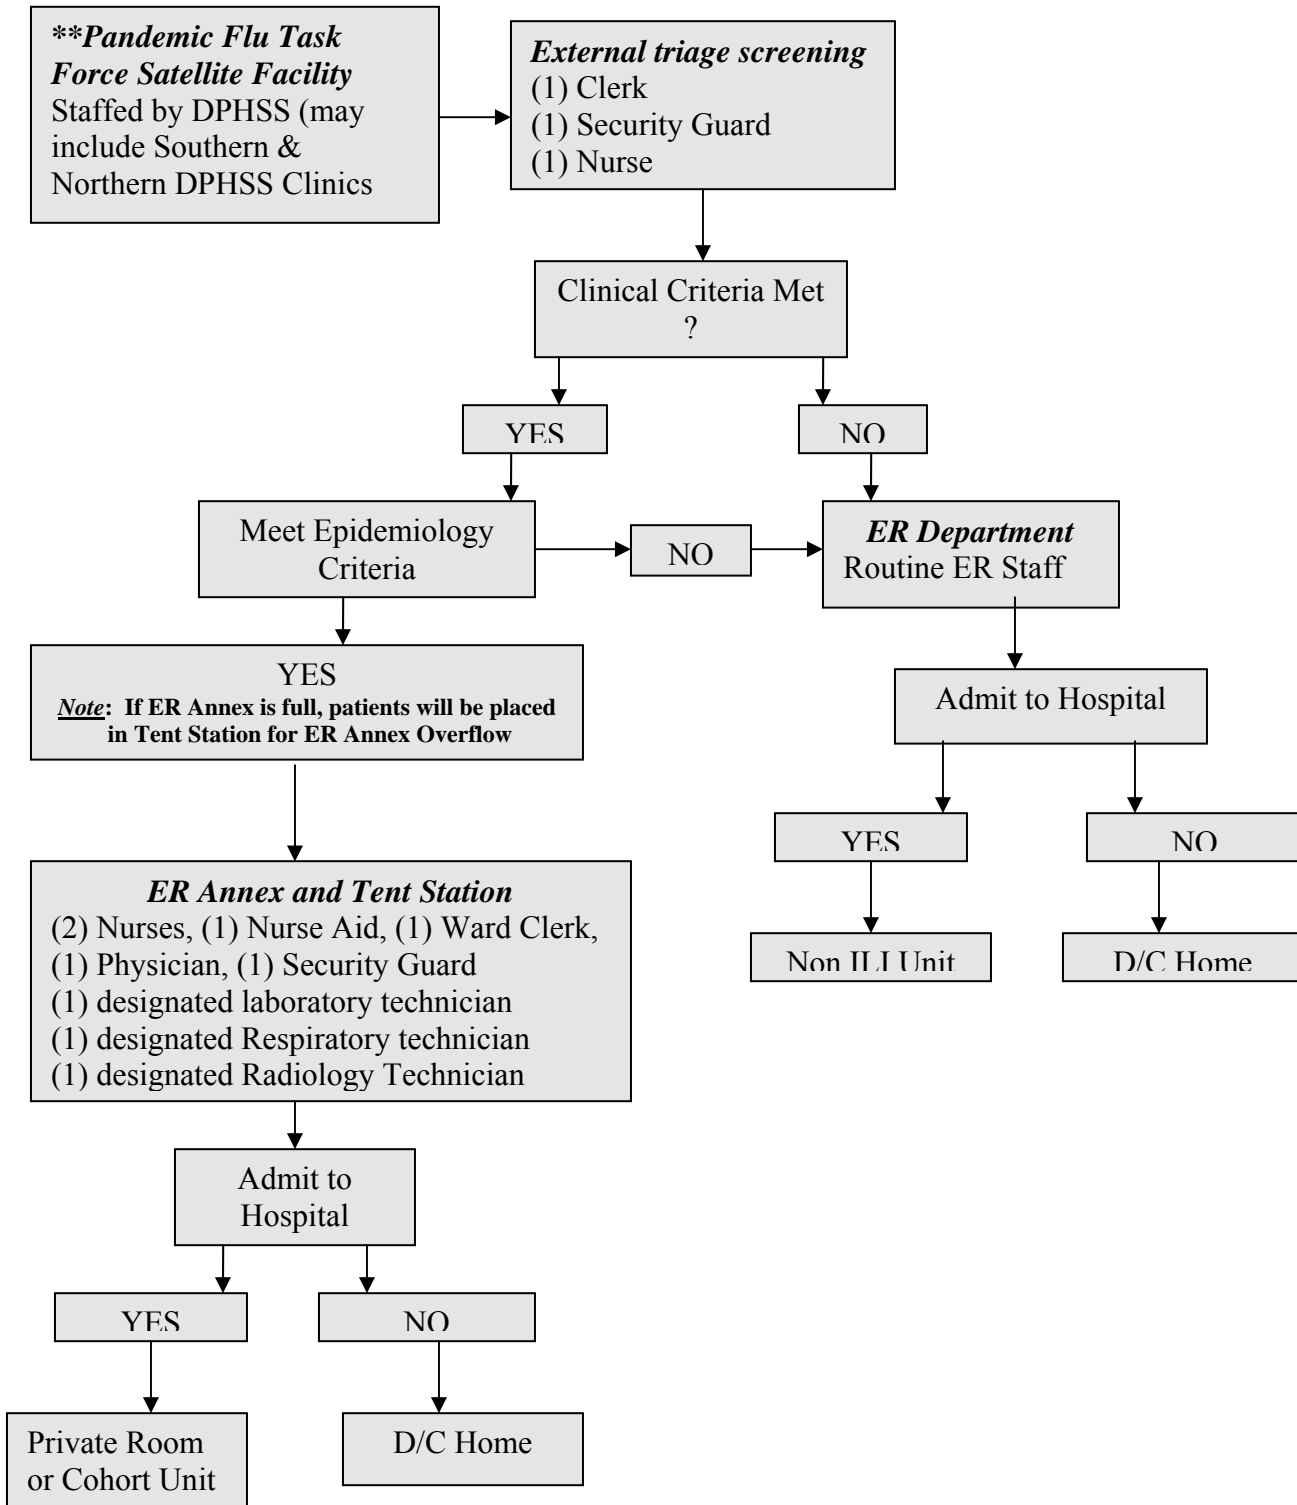 **Pandemic Flu Task
Force Satellite Facility
Staffed by DPHSS (may
include Southern &
Northern DPHSS Clinics
External triage screening
(1) Clerk
(1) Security Guard
(1) Nurse
Clinical Criteria Met
?
YES
NO
Meet Epidemiology
Criteria
NO
ER Department
Routine ER Staff
YES
Note: If ER Annex is full, patients will be placed
in Tent Station for ER Annex Overflow
Admit to Hospital
YES
NO
Non ILI Unit
D/C Home
ER Annex and Tent Station
(2) Nurses, (1) Nurse Aid, (1) Ward Clerk,
(1) Physician, (1) Security Guard
(1) designated laboratory technician
(1) designated Respiratory technician
(1) designated Radiology Technician
Admit to
Hospital
YES
NO
Private Room
or Cohort Unit
D/C Home